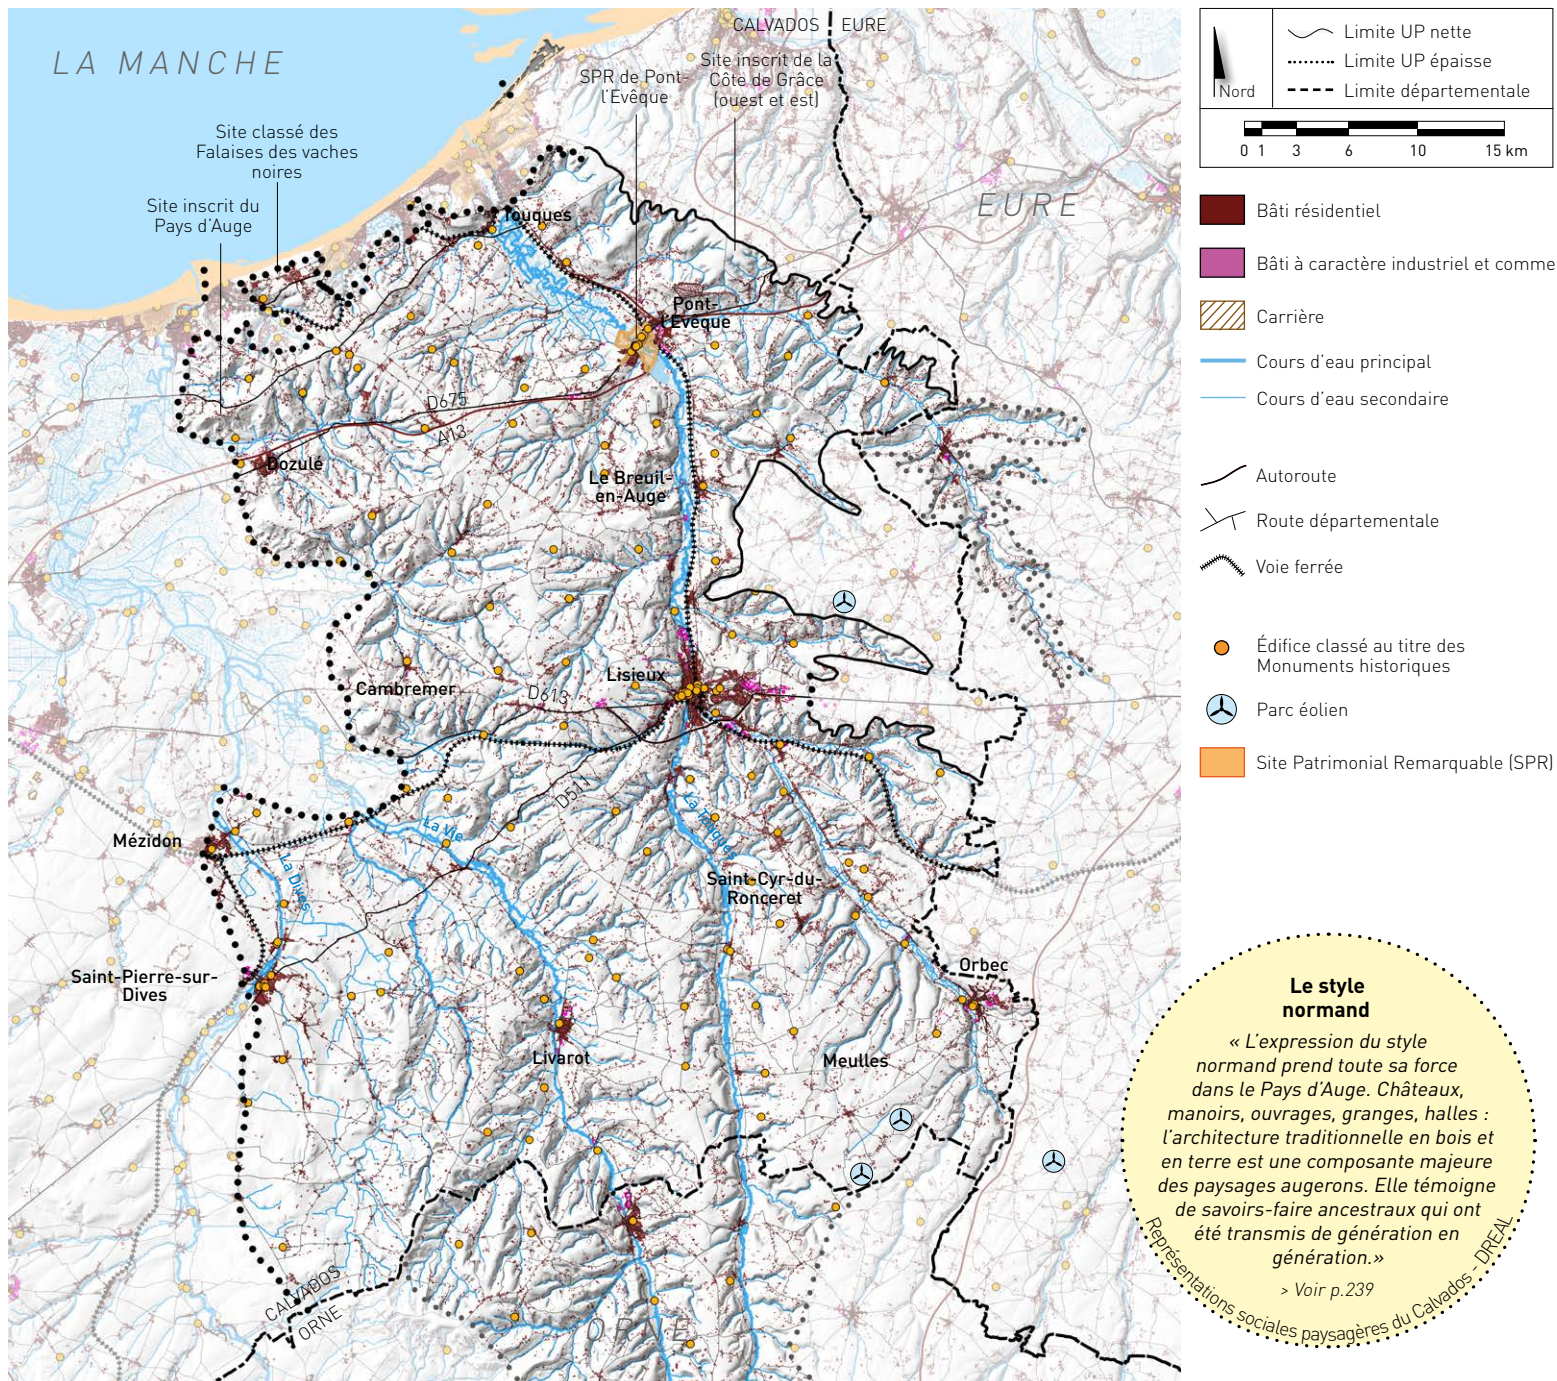 LA MANCHE
CALVADOS
EURE
SPR de Pont-
l'Evêque
Site inscrit de la
Côte de Grâce
(ouest et est)
Site classé des
Falaises des vaches
noires
Site inscrit du
Pays d'Auge
EURE
Touques
Pont-
l'Evêque
D675
A13
Dozulé
Le Breuil-
en-Auge
Cambremer
D613
Lisieux
D511
La Touques
Mézidon
La Vie
La Dives
Saint-Cyr-du-
Ronceret
Saint-Pierre-sur-
Dives
Orbec
Livarot
Meulles
CALVADOS
ORNE
ORNE
Nord
Limite UP nette
Limite UP épaisse
Limite départementale
0 1 3 6 10 15 km
Bâti résidentiel
Bâti à caractère industriel et comme
Carrière
Cours d'eau principal
Cours d'eau secondaire
Autoroute
Route départementale
Voie ferrée
Édifice classé au titre des
Monuments historiques
Parc éolien
Site Patrimonial Remarquable (SPR)
Le style
normand
« L'expression du style
normand prend toute sa force
dans le Pays d'Auge. Châteaux,
manoirs, ouvrages, granges, halles :
l'architecture traditionnelle en bois et
en terre est une composante majeure
des paysages augerons. Elle témoigne
de savoirs-faire ancestraux qui ont
été transmis de génération en
génération.»
> Voir p.239
Représentations sociales paysagères du Calvados - DREAL